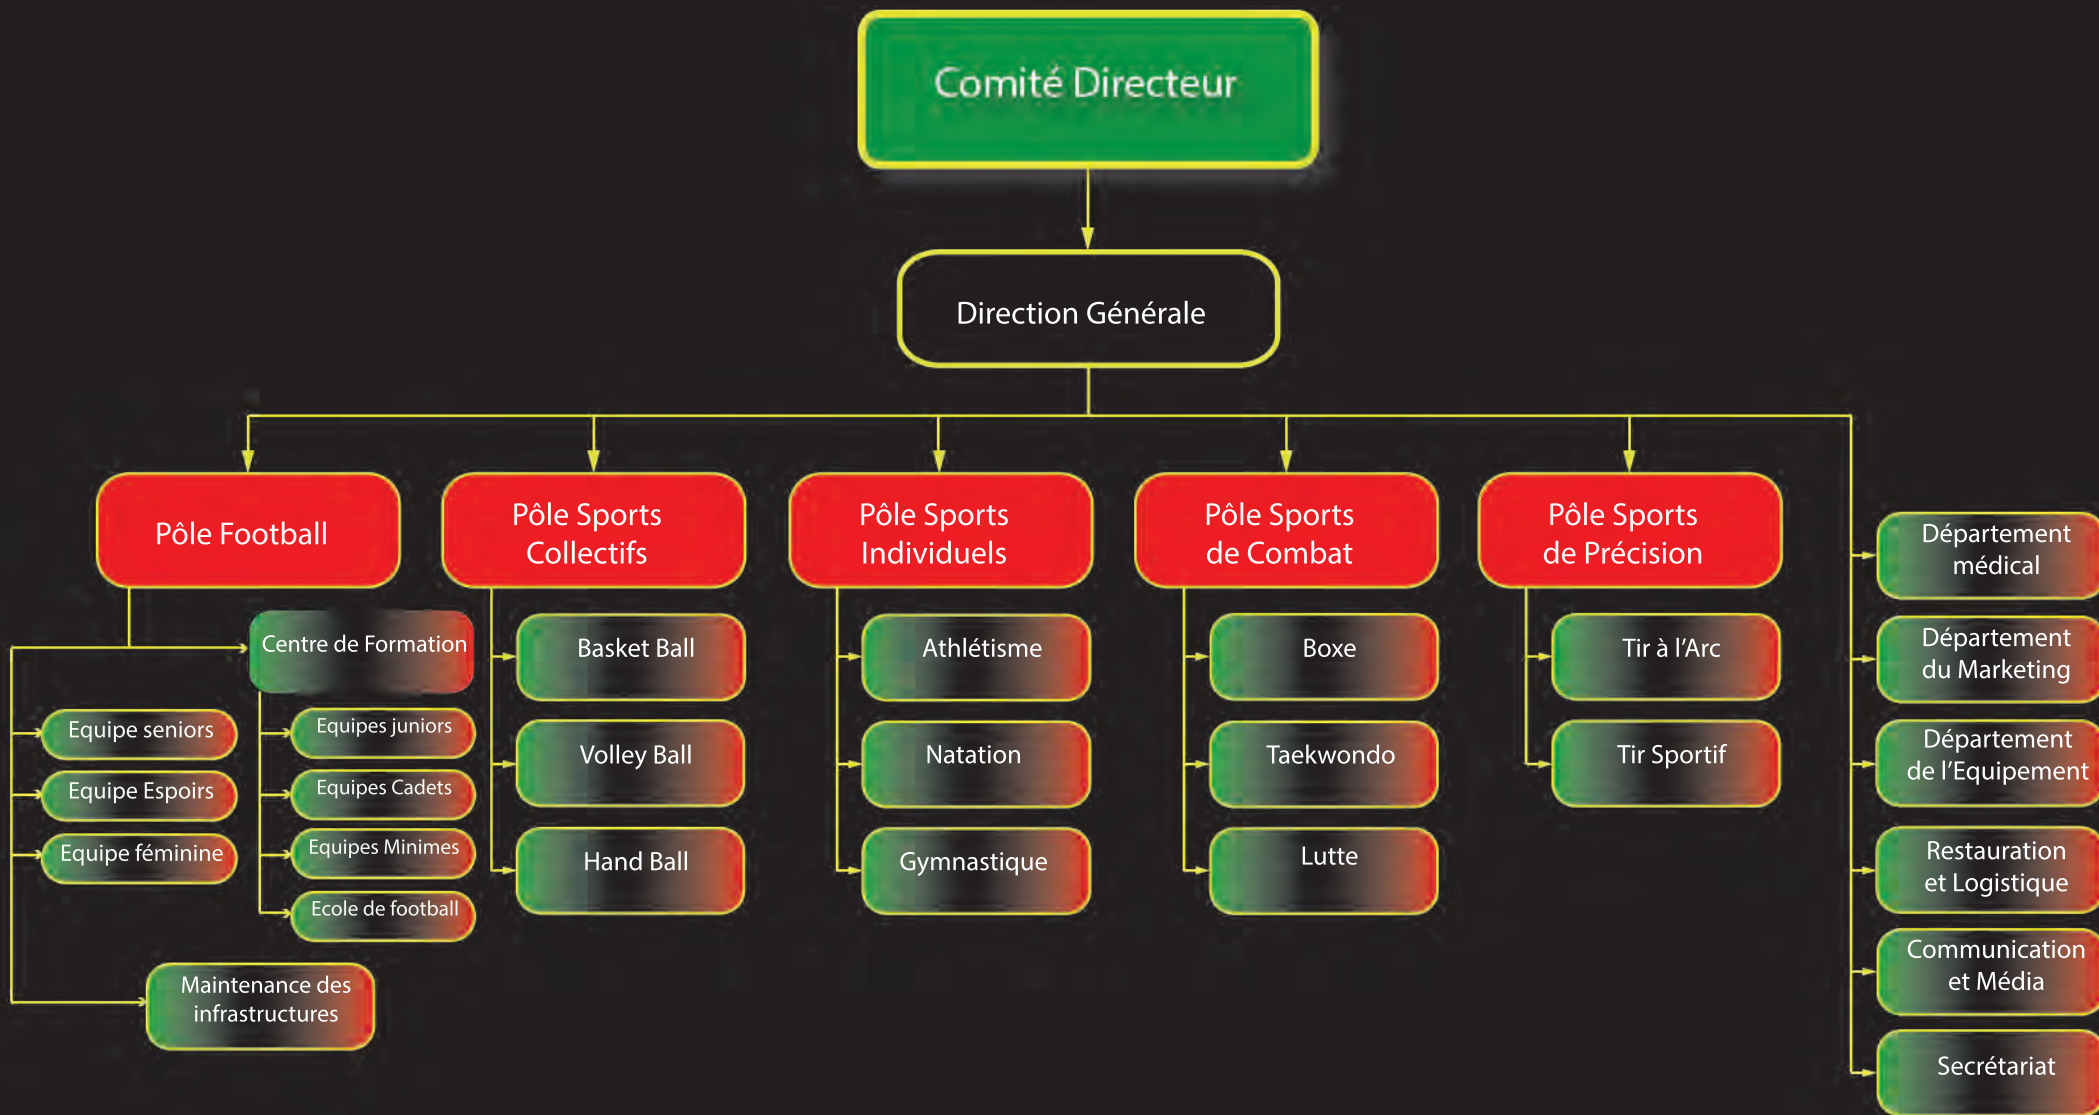 Comité Directeur
Direction Générale
Pôle Football
Pôle Sports
Collectifs
Pôle Sports
Individuels
Pôle Sports
de Combat
Pôle Sports
de Précision
Centre de Formation
Equipe seniors
Equipe Espoirs
Equipe féminine
Equipes juniors
Equipes Cadets
Equipes Minimes
Ecole de football
Maintenance des
infrastructures
Basket Ball
Volley Ball
Hand Ball
Athlétisme
Natation
Gymnastique
Boxe
Taekwondo
Lutte
Tir à l'Arc
Tir Sportif
Département
médical
Département
du Marketing
Département
de l'Equipement
Restauration
et Logistique
Communication
et Média
Secrétariat